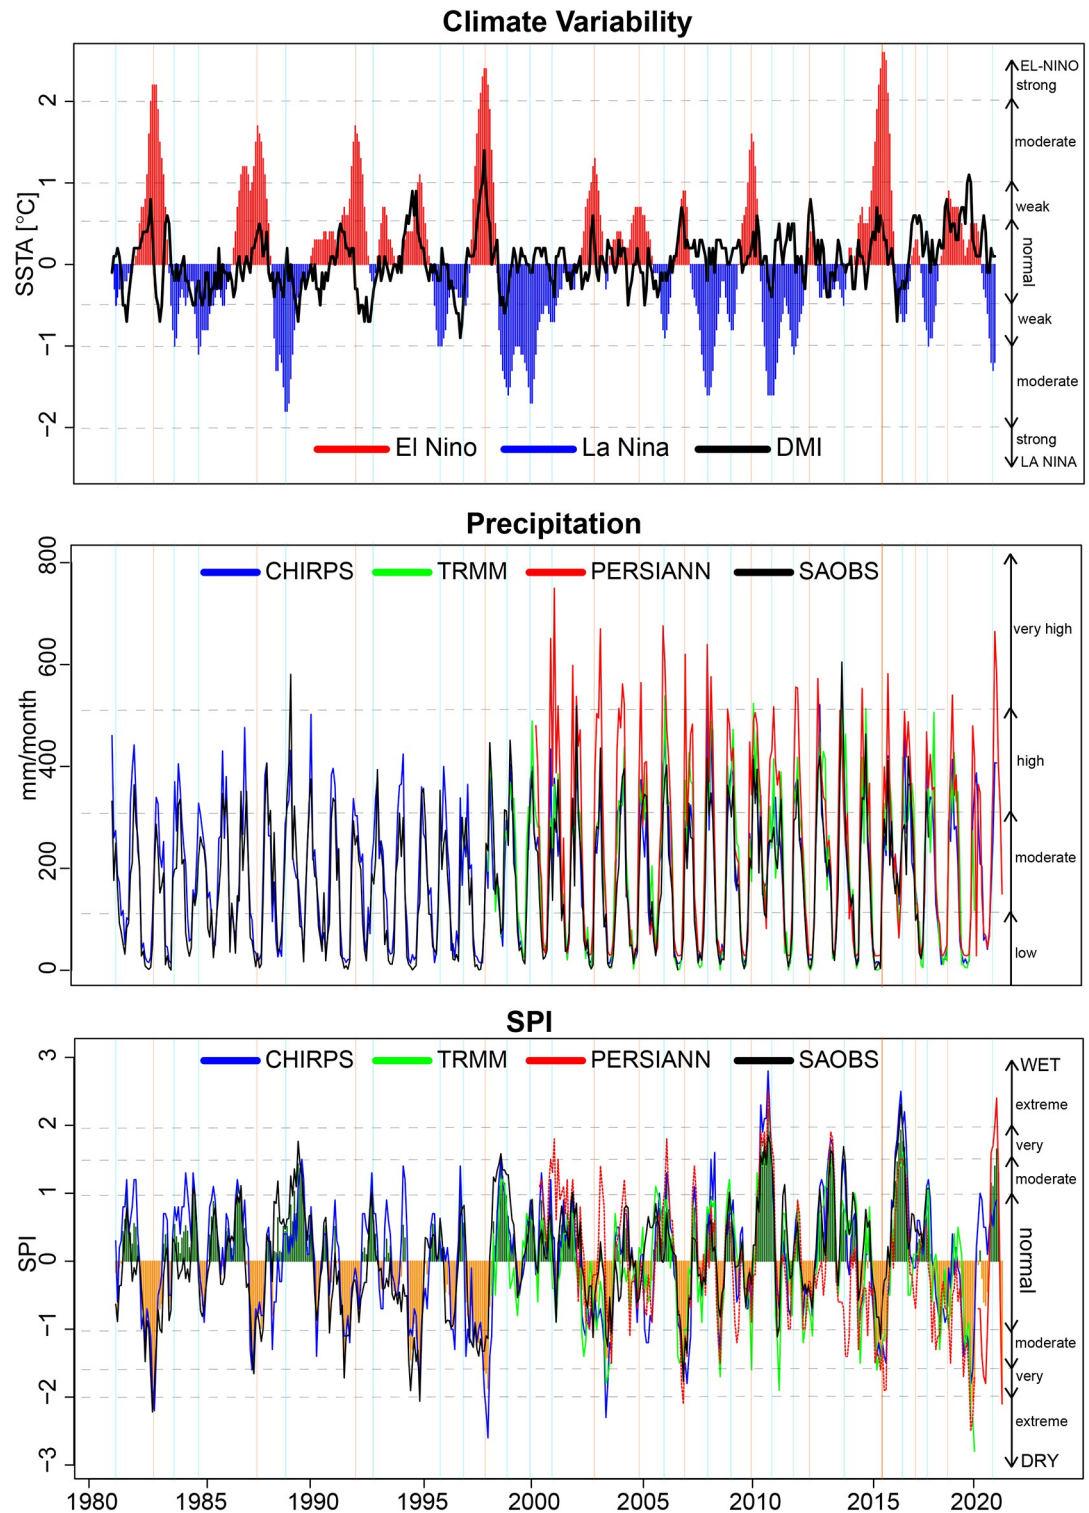 Climate Variability
SSTA [°C]
2
1
0
−1
−2
EL-NINO
strong
moderate
weak
normal
weak
moderate
strong
LA NINA
El Nino La Nina DMI
Precipitation
mm/month
800
600
400
200
0
CHIRPS TRMM PERSIANN SAOBS
very high
high
moderate
low
SPI
SPI
3
2
1
0
−1
−2
−3
CHIRPS TRMM PERSIANN SAOBS
WET
extreme
very
moderate
normal
moderate
very
extreme
DRY
1980 1985 1990 1995 2000 2005 2010 2015 2020